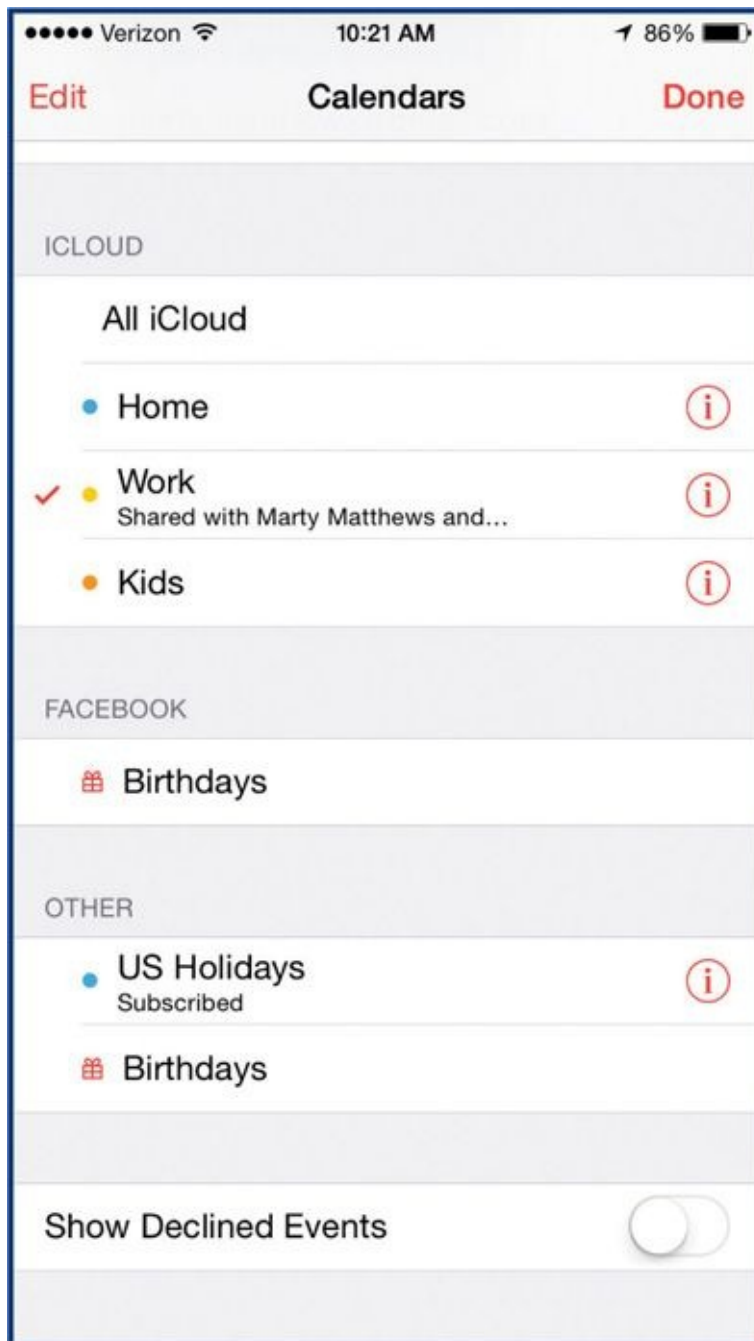 Verizon 10:21 AM 86%
Edit Calendars Done
ICLOUD
All iCloud
Home
Work
Shared with Marty Matthews and...
Kids
FACEBOOK
Birthdays
OTHER
US Holidays
Subscribed
Birthdays
Show Declined Events